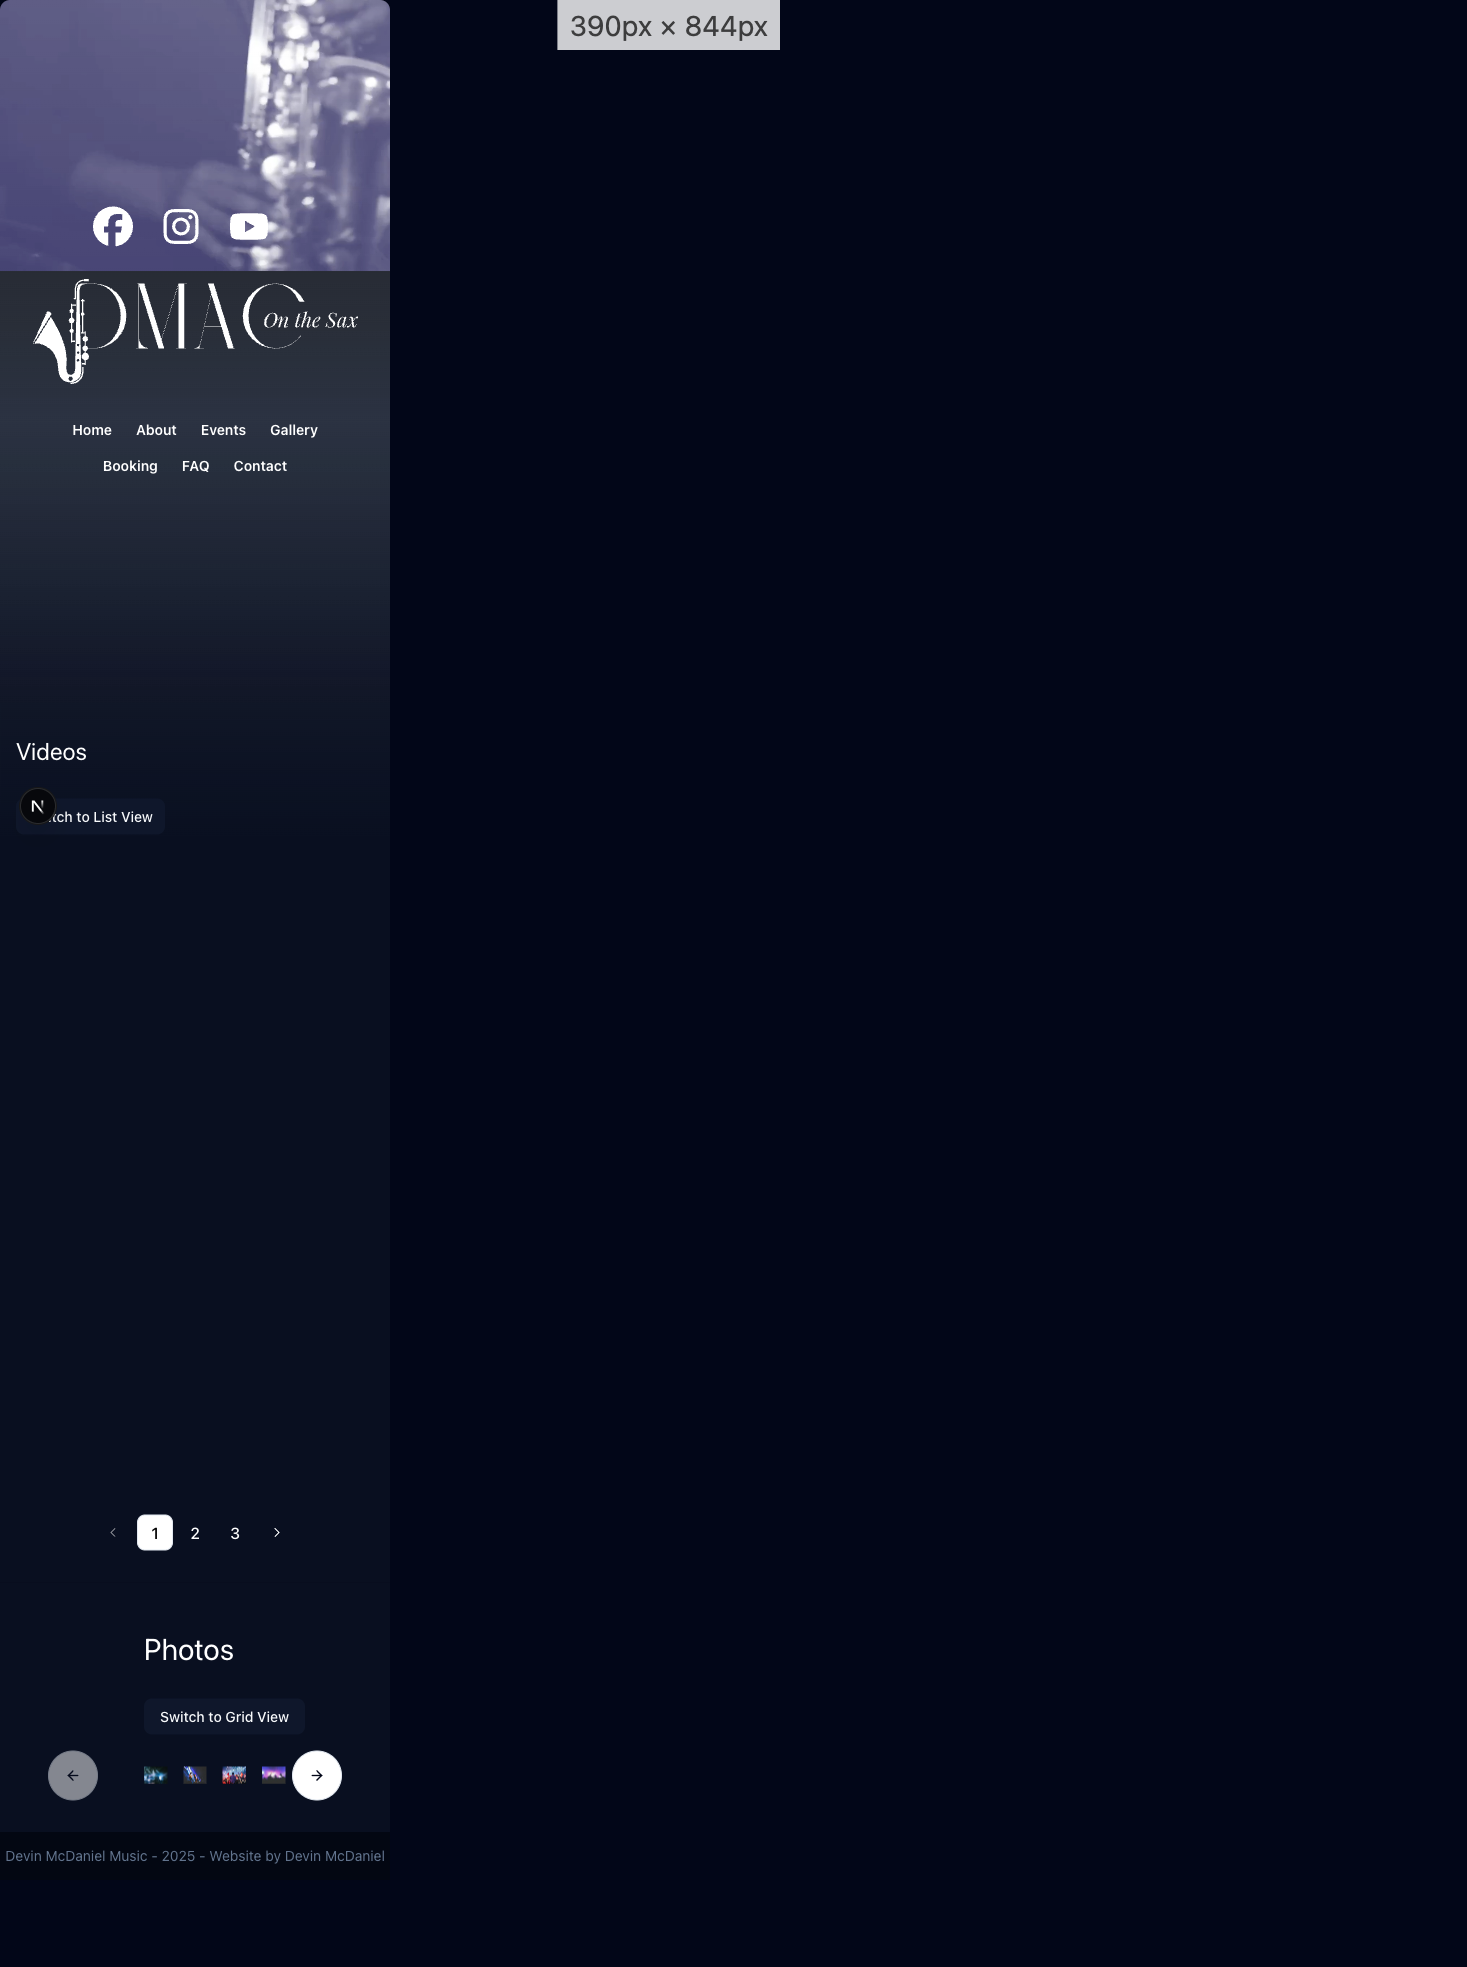 390px × 844px
DMAC
On the Sax
Home About Events Gallery
Booking FAQ Contact
Videos
tch to List View
1 2 3
Photos
Switch to Grid View
Devin McDaniel Music - 2025 - Website by Devin McDaniel